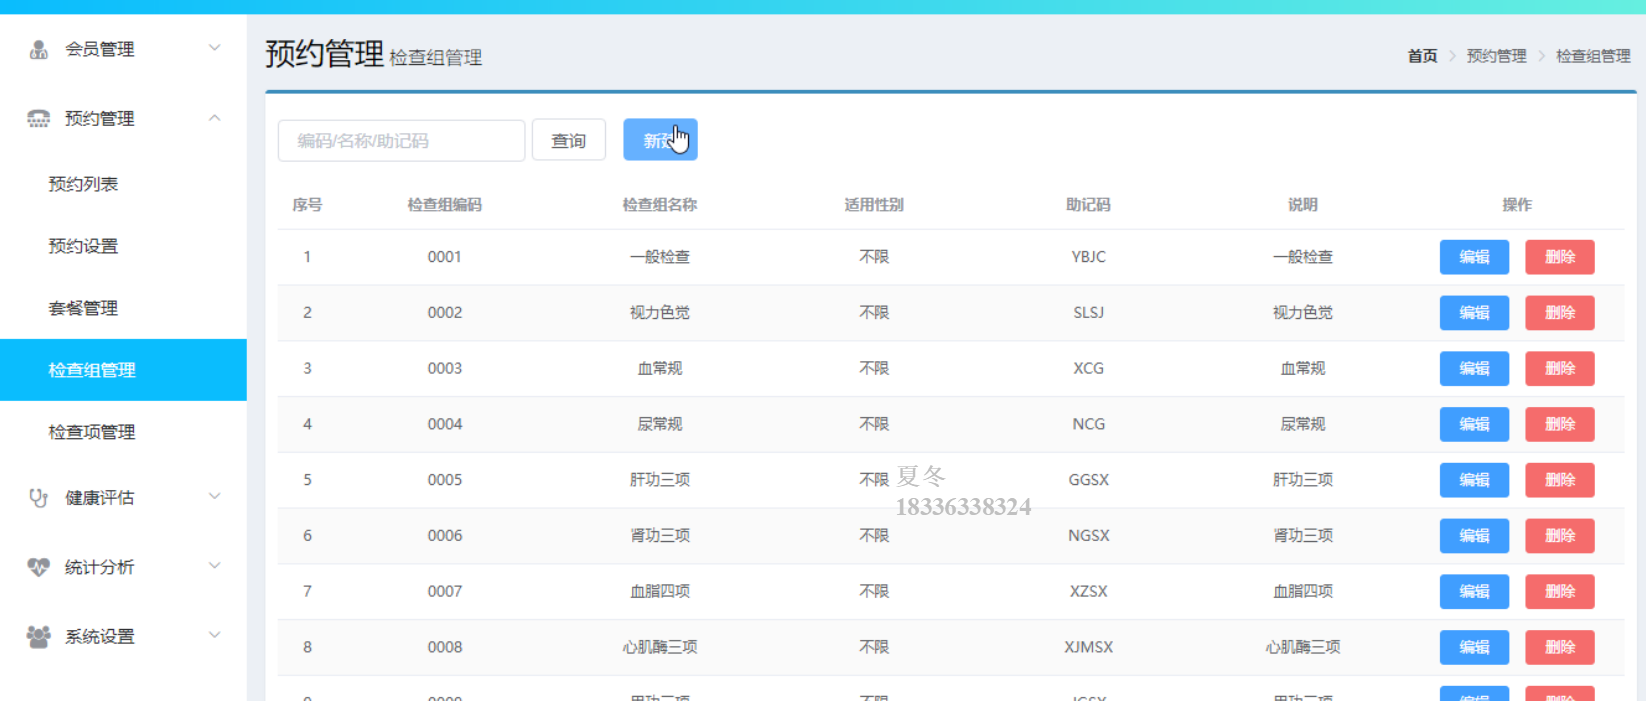 会员管理
预约管理
预约列表
预约设置
套餐管理
检查组管理
检查项管理
健康评估
统计分析
系统设置
预约管理 检查组管理
首页 > 预约管理 > 检查组管理
编码/名称/助记码 查询 新
序号 检查组编码 检查组名称 适用性别 助记码 说明 操作
1 0001 一般检查 不限 YBJC 一般检查 编辑 删除
2 0002 视力色觉 不限 SLSJ 视力色觉 编辑 删除
3 0003 血常规 不限 XCG 血常规 编辑 删除
4 0004 尿常规 不限 NCG 尿常规 编辑 删除
5 0005 肝功三项 不限 GGSX 肝功三项 编辑 删除
夏冬
18336338324
6 0006 肾功三项 不限 NGSX 肾功三项 编辑 删除
7 0007 血脂四项 不限 XZSX 血脂四项 编辑 删除
8 0008 心肌酶三项 不限 XJMSX 心肌酶三项 编辑 删除